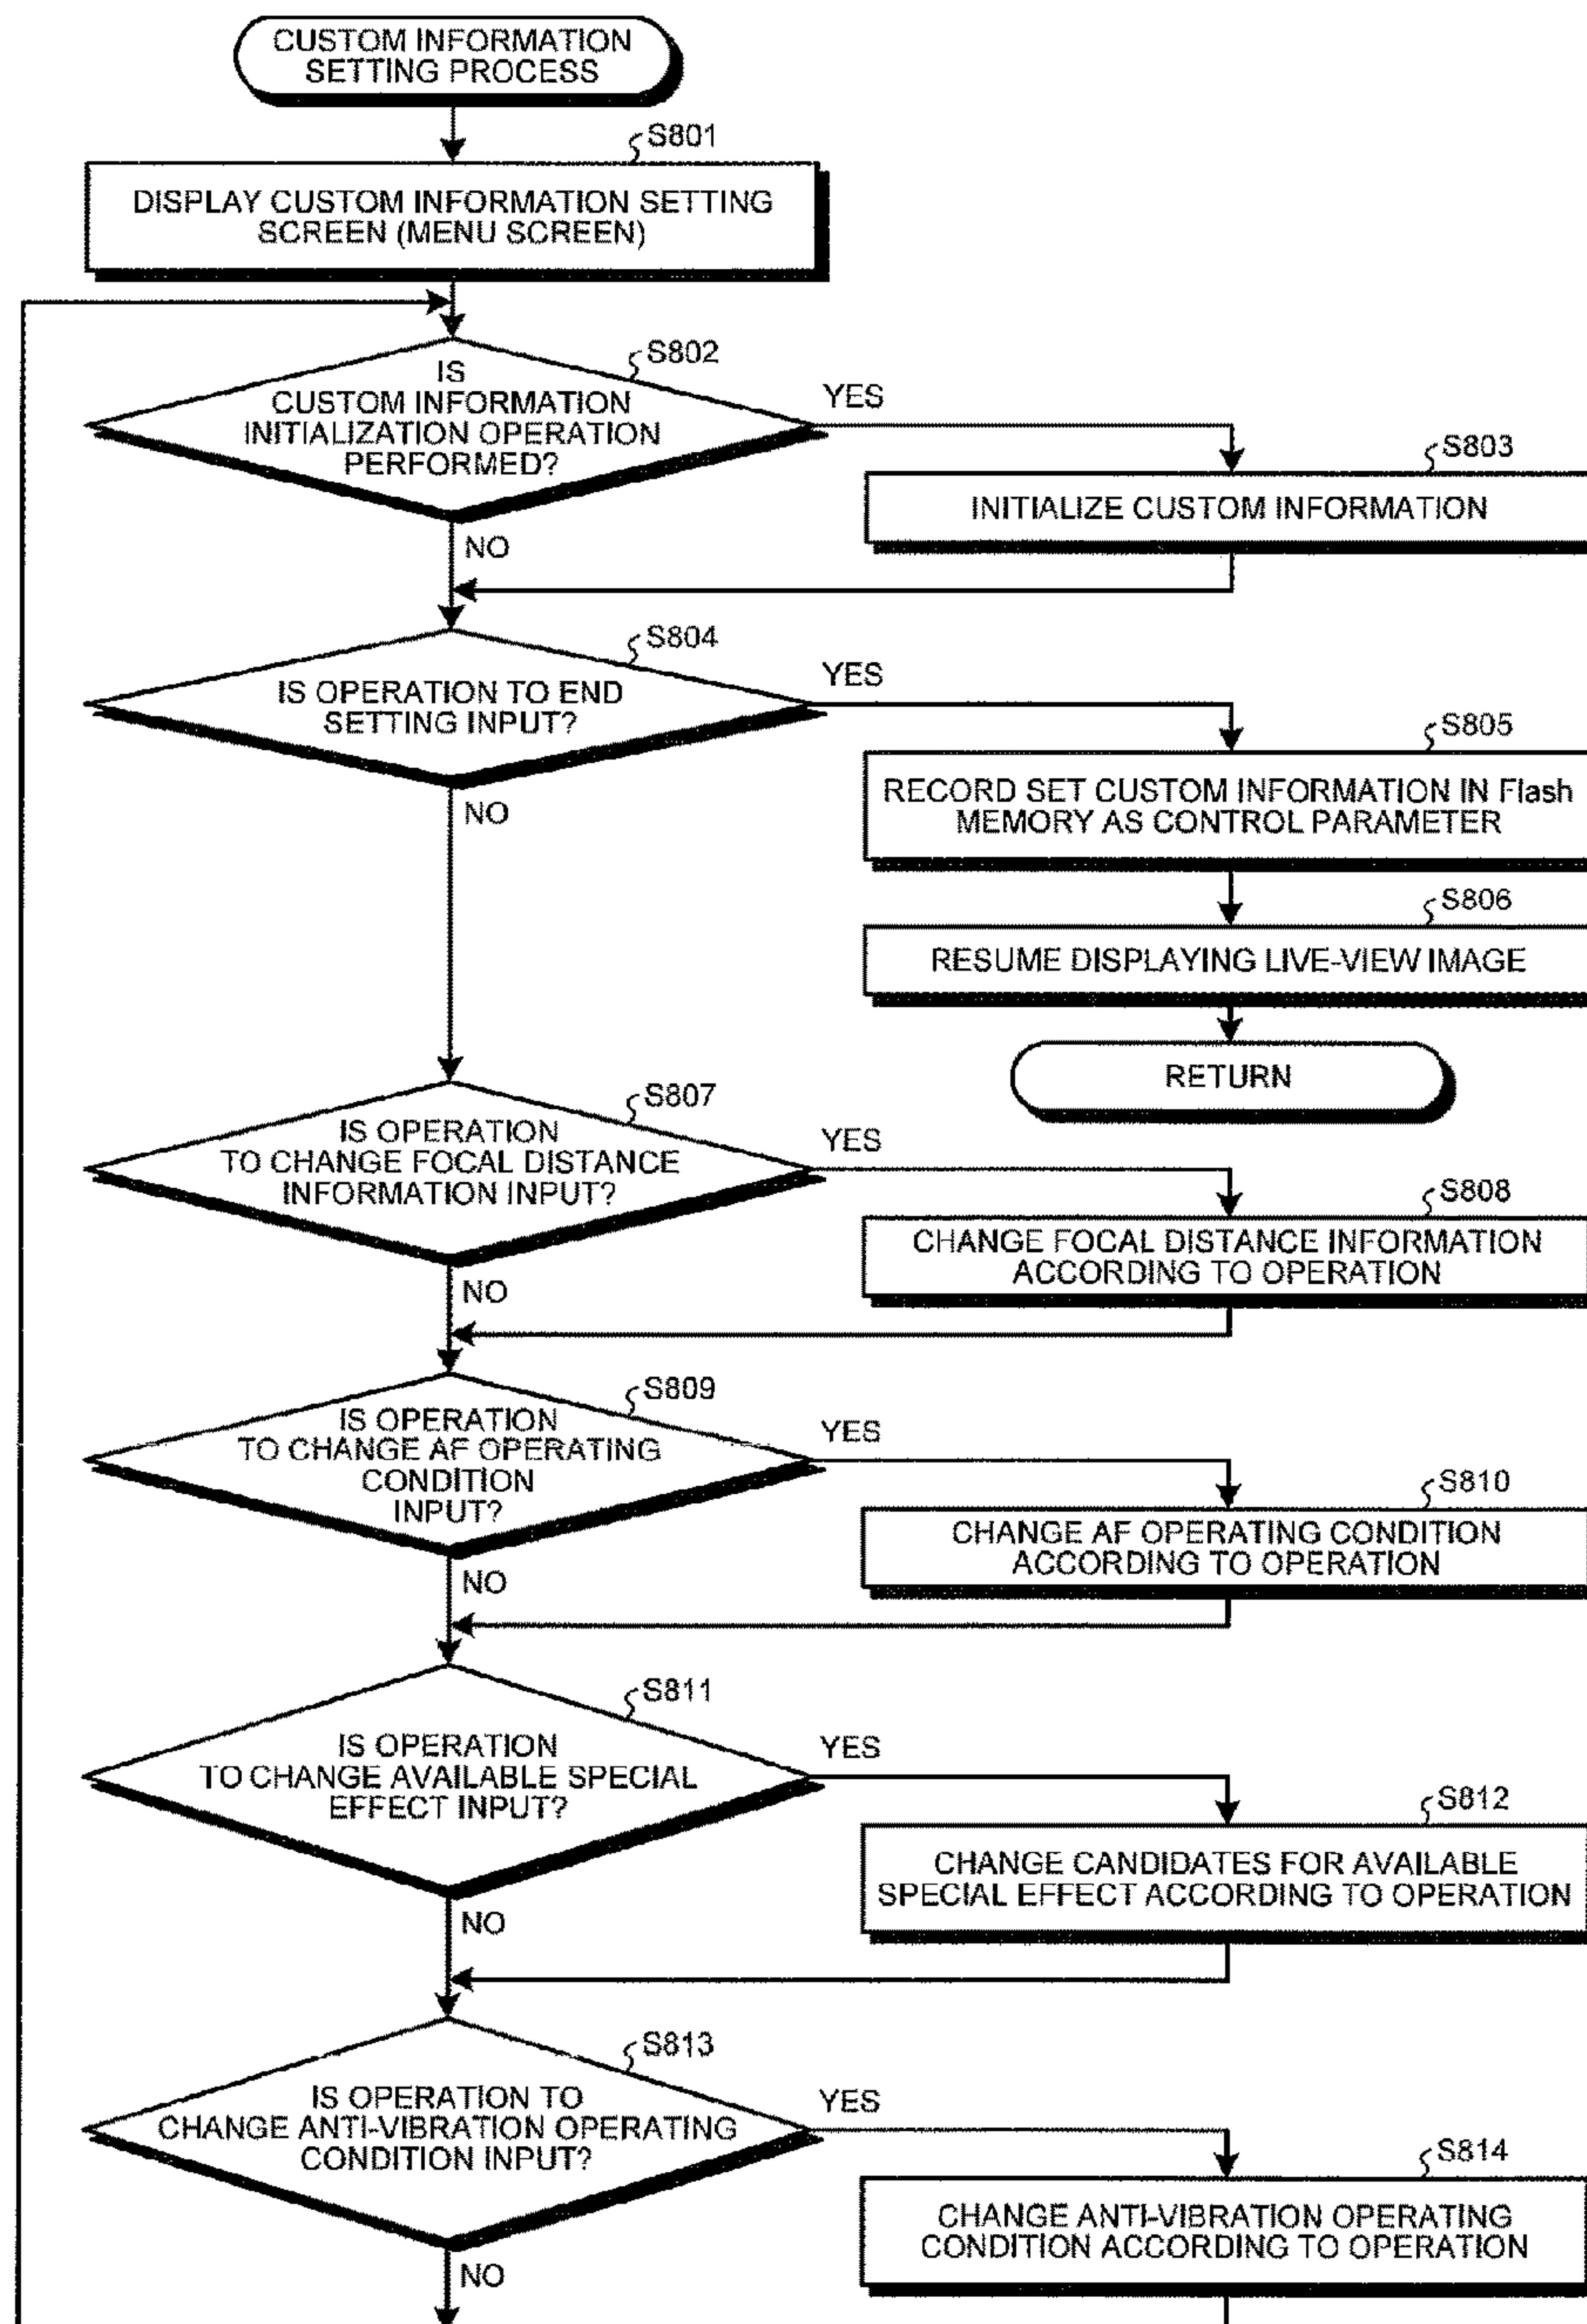 CUSTOM INFORMATION
SETTING PROCESS
S801
DISPLAY CUSTOM INFORMATION SETTING
SCREEN (MENU SCREEN)
S802
IS
CUSTOM INFORMATION
INITIALIZATION OPERATION
PERFORMED?
YES
S803
INITIALIZE CUSTOM INFORMATION
NO
S804
IS OPERATION TO END
SETTING INPUT?
YES
S805
RECORD SET CUSTOM INFORMATION IN Flash
MEMORY AS CONTROL PARAMETER
NO
S806
RESUME DISPLAYING LIVE-VIEW IMAGE
RETURN
S807
IS OPERATION
TO CHANGE FOCAL DISTANCE
INFORMATION INPUT?
YES
S808
CHANGE FOCAL DISTANCE INFORMATION
ACCORDING TO OPERATION
NO
S809
IS OPERATION
TO CHANGE AF OPERATING
CONDITION
INPUT?
YES
S810
CHANGE AF OPERATING CONDITION
ACCORDING TO OPERATION
NO
S811
IS OPERATION
TO CHANGE AVAILABLE SPECIAL
EFFECT INPUT?
YES
S812
CHANGE CANDIDATES FOR AVAILABLE
SPECIAL EFFECT ACCORDING TO OPERATION
NO
S813
IS OPERATION TO
CHANGE ANTI-VIBRATION OPERATING
CONDITION INPUT?
YES
S814
CHANGE ANTI-VIBRATION OPERATING
CONDITION ACCORDING TO OPERATION
NO